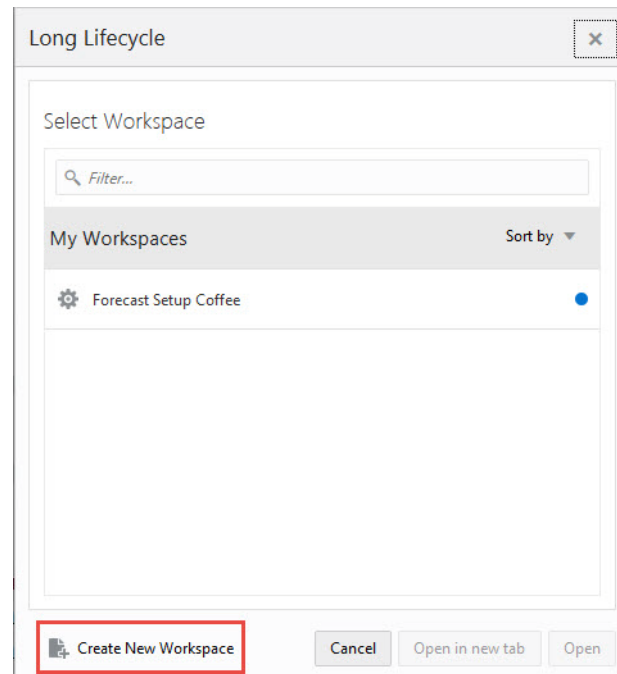 Long Lifecycle
Select Workspace
Filter...
My Workspaces Sort by
Forecast Setup Coffee
Create New Workspace Cancel Open in new tab Open